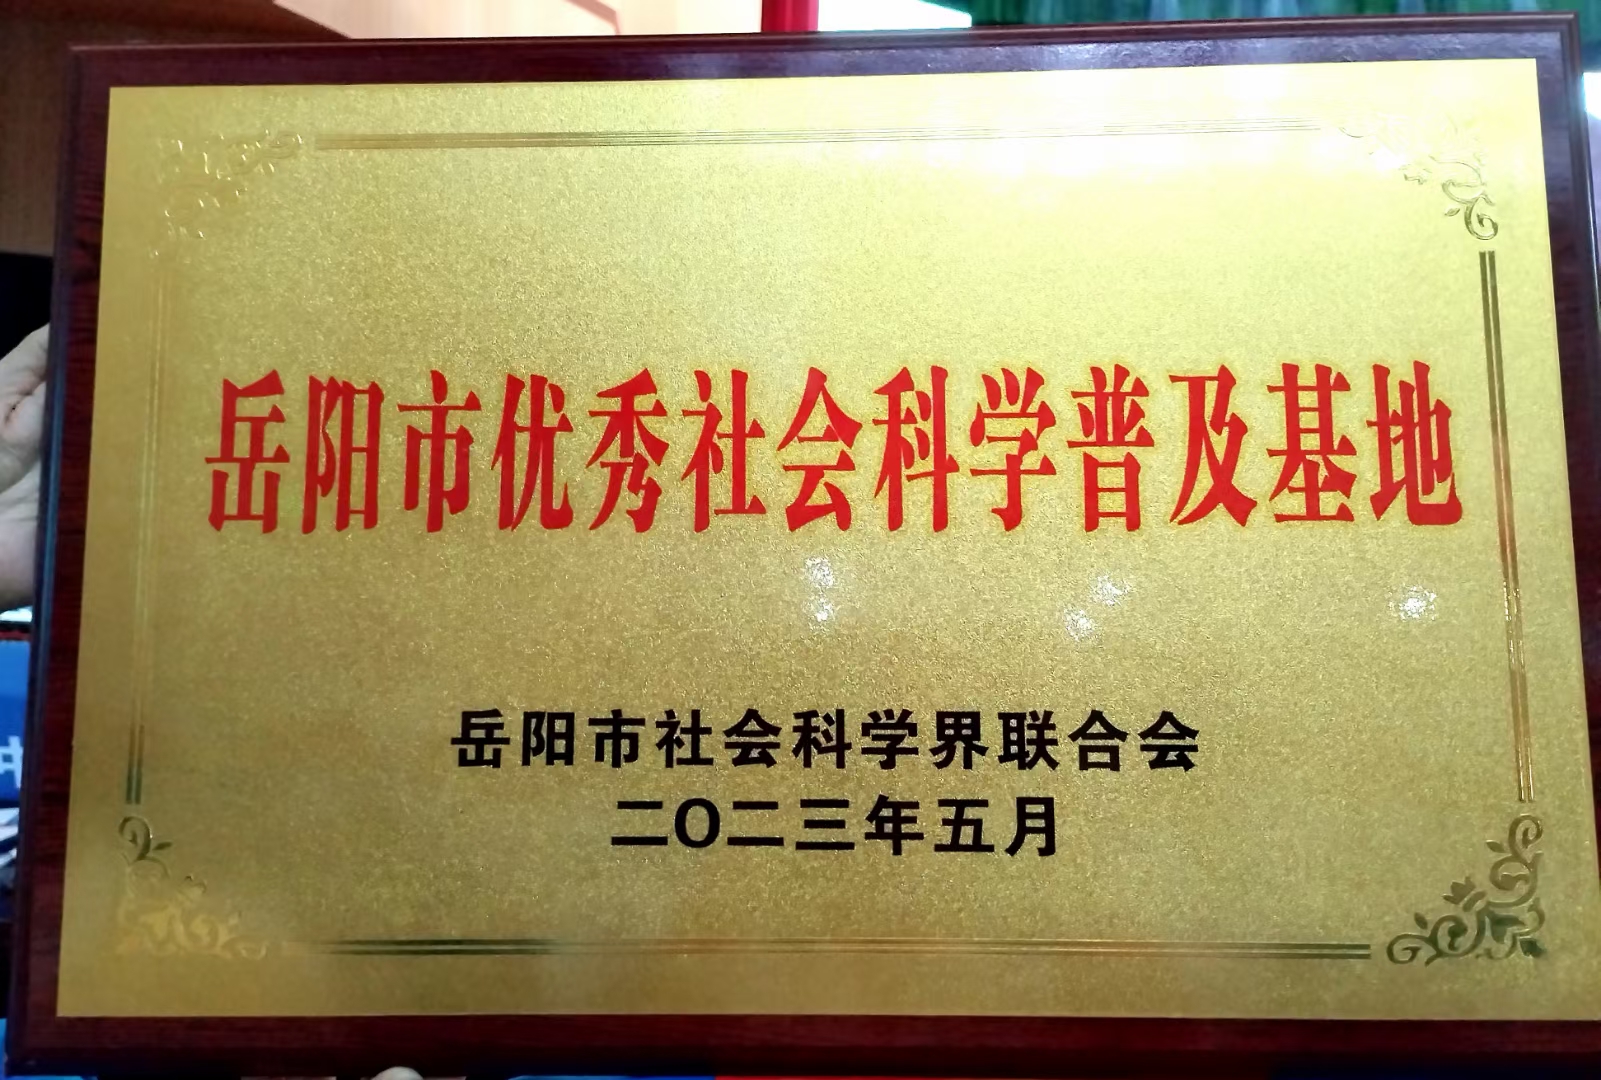 岳阳市优秀社会科学普及基地
岳阳市社会科学界联合会
二〇二三年五月